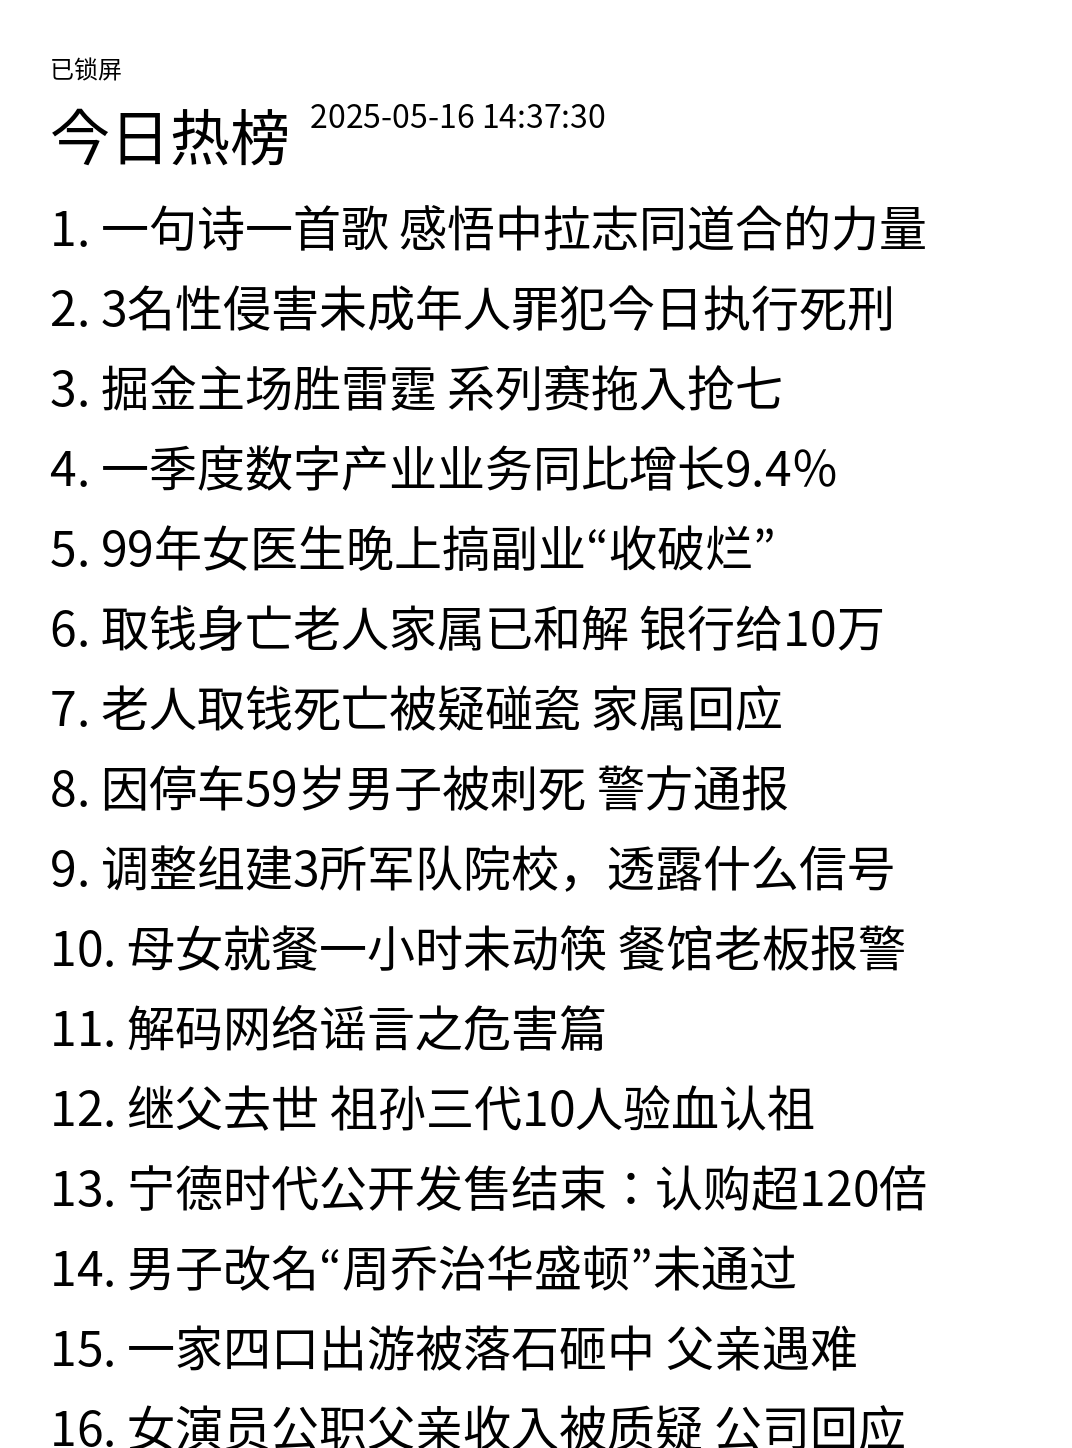 已锁屏
今日热榜 2025-05-16 14:37:30
1. 一句诗一首歌 感悟中拉志同道合的力量
2. 3名性侵害未成年人罪犯今日执行死刑
3. 掘金主场胜雷霆 系列赛拖入抢七
4. 一季度数字产业业务同比增长9.4%
5. 99年女医生晚上搞副业“收破烂”
6. 取钱身亡老人家属已和解 银行给10万
7. 老人取钱死亡被疑碰瓷 家属回应
8. 因停车59岁男子被刺死 警方通报
9. 调整组建3所军队院校，透露什么信号
10. 母女就餐一小时未动筷 餐馆老板报警
11. 解码网络谣言之危害篇
12. 继父去世 祖孙三代10人验血认祖
13. 宁德时代公开发售结束：认购超120倍
14. 男子改名“周乔治华盛顿”未通过
15. 一家四口出游被落石砸中 父亲遇难
16. 女演员公职父亲收入被质疑 公司回应